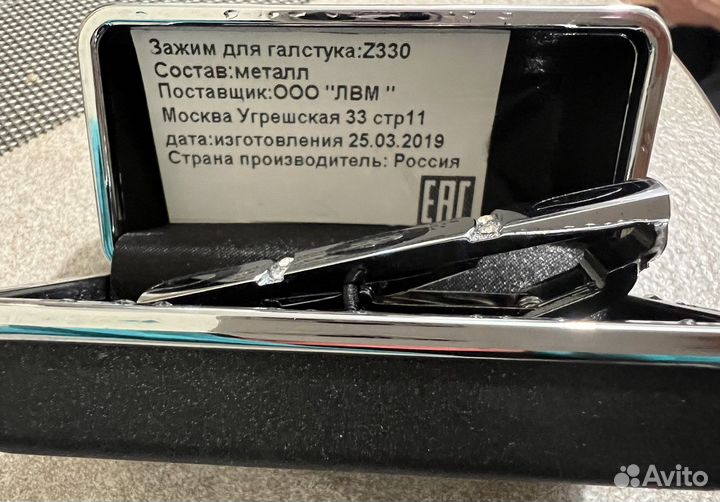 Зажим для галстука:Z330
Состав:металл
Поставщик:ООО "ЛВМ "
Москва Угрешская 33 стр11
дата:изготовления 25.03.2019
Страна производитель: Россия
EAC
Avito